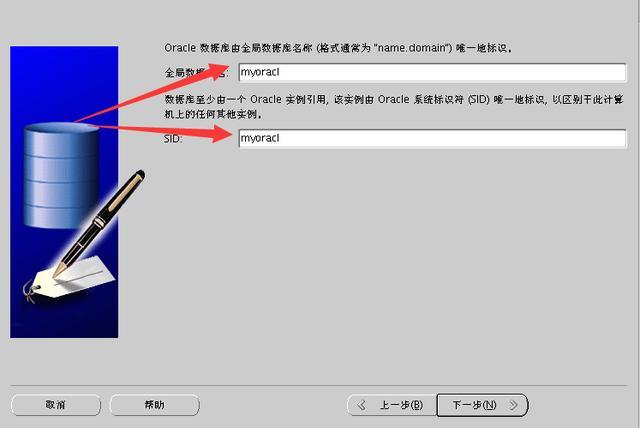 Oracle 数据库由全局数据库名称 (格式通常为 "name.domain") 唯一地标识。
全局数据 名: myoracl
数据库至少由一个 Oracle 实例引用, 该实例由 Oracle 系统标识符 (SID) 唯一地标识, 以区别于此计算
机上的任何其他实例。
SID: myoracl
取消 帮助 上一步(B) 下一步(N)